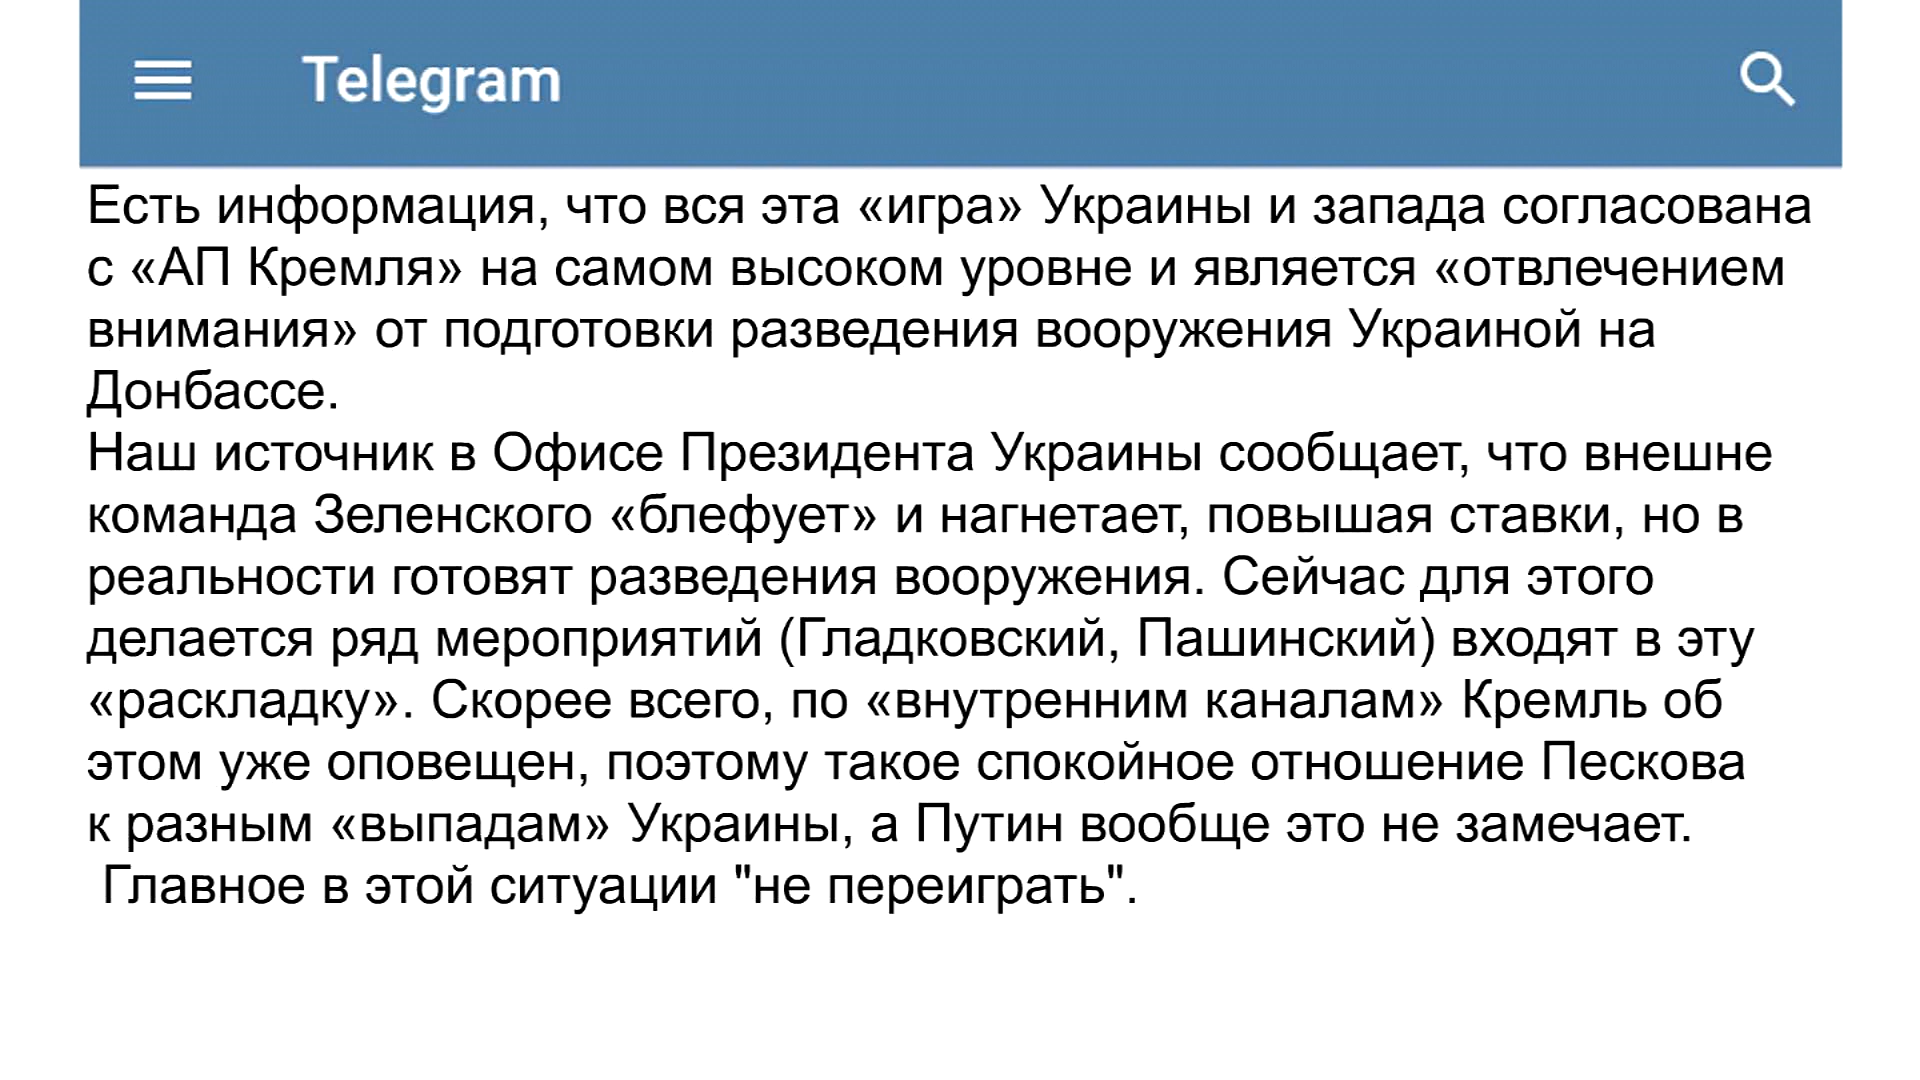 Telegram
Есть информация, что вся эта «игра» Украины и запада согласована
с «АП Кремля» на самом высоком уровне и является «отвлечением
внимания» от подготовки разведения вооружения Украиной на
Донбассе.
Наш источник в Офисе Президента Украины сообщает, что внешне
команда Зеленского «блефует» и нагнетает, повышая ставки, но в
реальности готовят разведения вооружения. Сейчас для этого
делается ряд мероприятий (Гладковский, Пашинский) входят в эту
«раскладку». Скорее всего, по «внутренним каналам» Кремль об
этом уже оповещен, поэтому такое спокойное отношение Пескова
к разным «выпадам» Украины, а Путин вообще это не замечает.
Главное в этой ситуации "не переиграть".